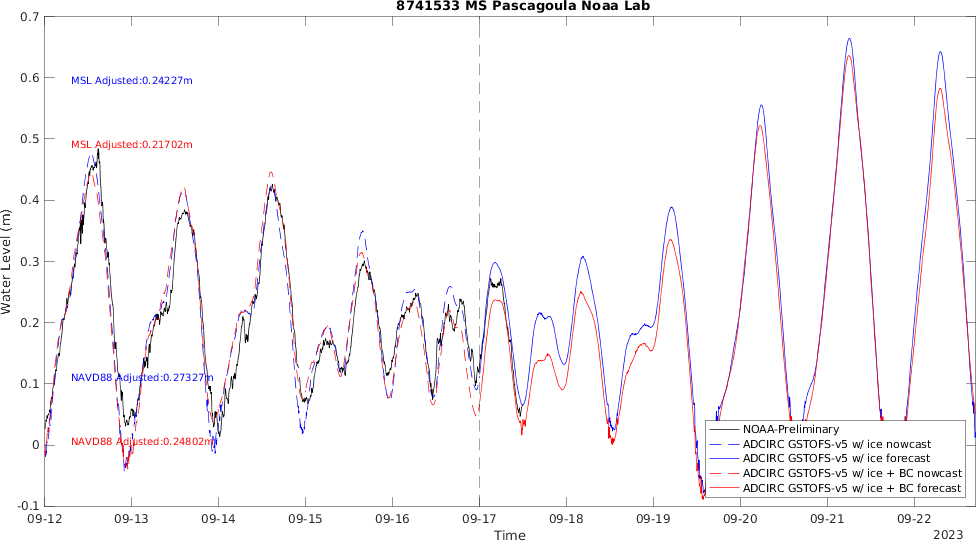 8741533 MS Pascagoula Noaa Lab
0.7
0.6
0.5
0.4
0.3
0.2
0.1
0
-0.1
Water Level (m)
MSL Adjusted:0.24227m
MSL Adjusted:0.21702m
NAVD88 Adjusted:0.27327m
NAVD88 Adjusted:0.24802m
NOAA-Preliminary
ADCIRC GSTOFS-v5 w/ ice nowcast
ADCIRC GSTOFS-v5 w/ ice forecast
ADCIRC GSTOFS-v5 w/ ice + BC nowcast
ADCIRC GSTOFS-v5 w/ ice + BC forecast
09-12 09-13 09-14 09-15 09-16 09-17 09-18 09-19 09-20 09-21 09-22
Time
2023